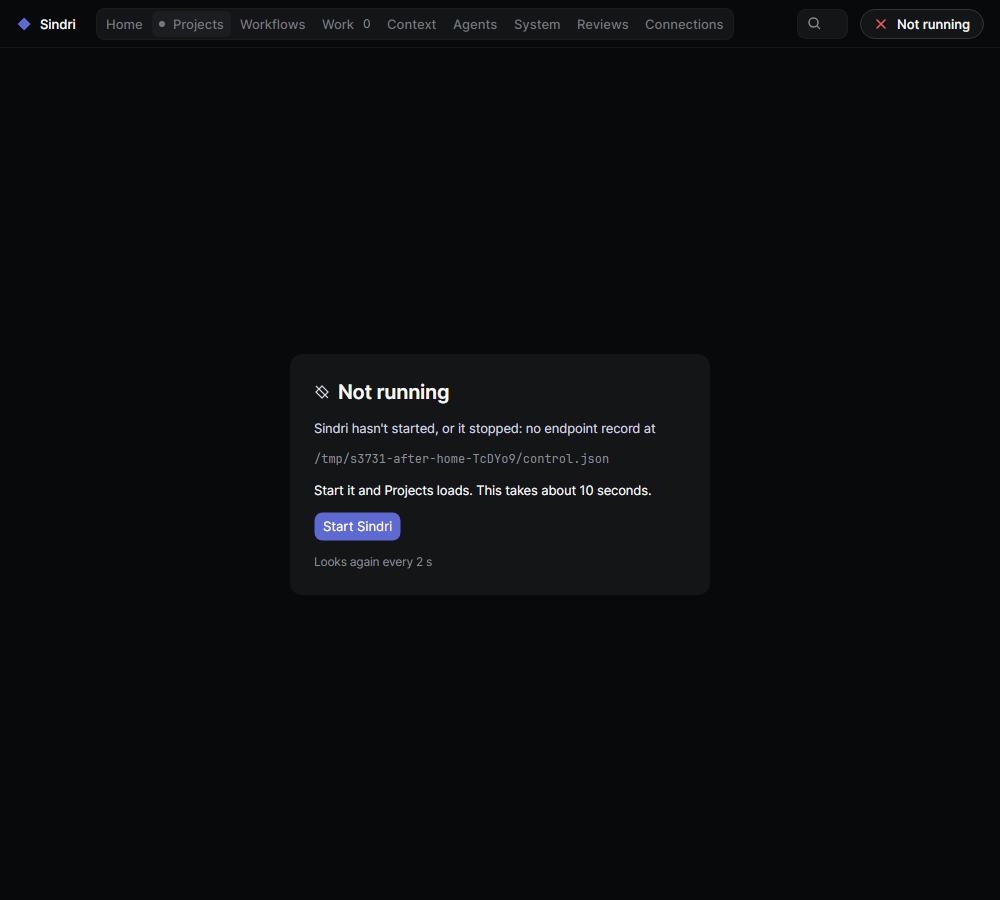 Sindri
Home Projects Workflows Work 0 Context Agents System Reviews Connections
Not running
Not running
Sindri hasn't started, or it stopped: no endpoint record at
/tmp/s3731-after-home-TcDYo9/control.json
Start it and Projects loads. This takes about 10 seconds.
Start Sindri
Looks again every 2 s